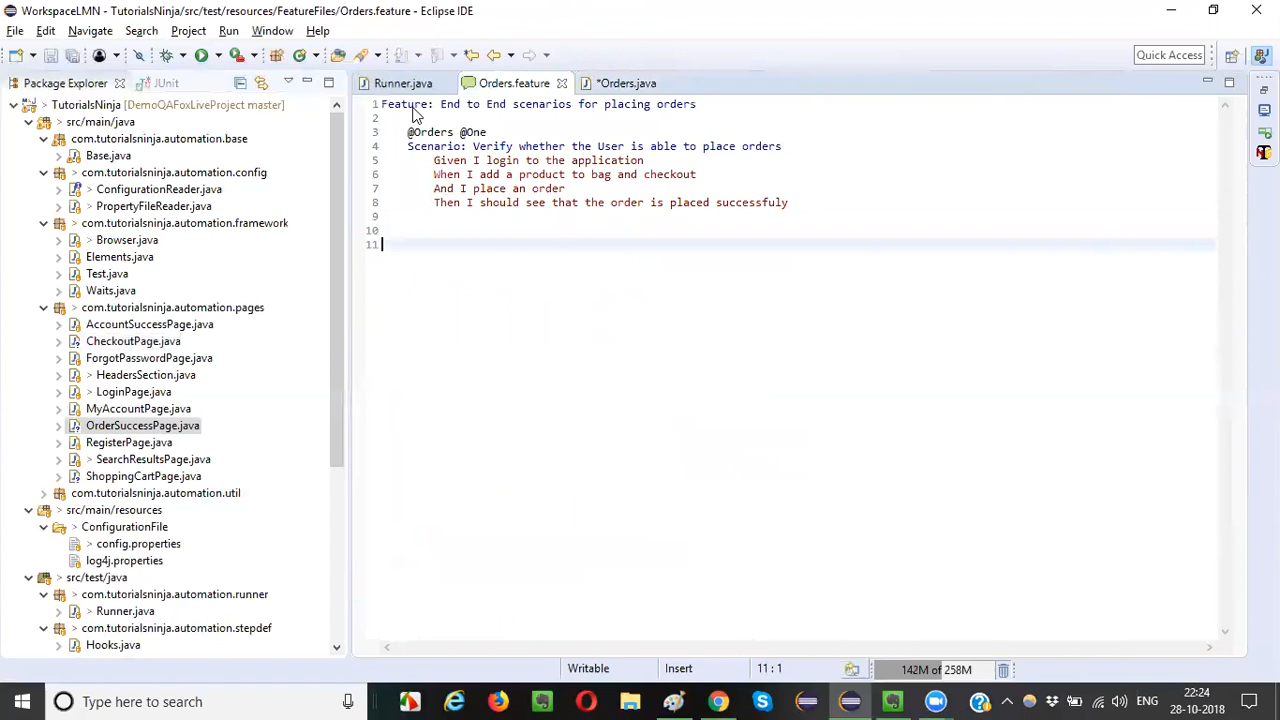 WorkspaceLMN - TutorialsNinja/src/test/resources/FeatureFiles/Orders.feature - Eclipse IDE
File Edit Navigate Search Project Run Window Help
Quick Access
Package Explorer JUnit
Runner.java Orders.feature *Orders.java
TutorialsNinja [DemoQAFoxLiveProject master]
src/main/java
com.tutorialsninja.automation.base
> Base.java
com.tutorialsninja.automation.config
> ConfigurationReader.java
> PropertyFileReader.java
com.tutorialsninja.automation.framework
> Browser.java
Elements.java
Test.java
Waits.java
com.tutorialsninja.automation.pages
AccountSuccessPage.java
CheckoutPage.java
ForgotPasswordPage.java
> HeadersSection.java
> LoginPage.java
MyAccountPage.java
OrderSuccessPage.java
RegisterPage.java
> SearchResultsPage.java
ShoppingCartPage.java
com.tutorialsninja.automation.util
> src/main/resources
> ConfigurationFile
> config.properties
log4j.properties
> src/test/java
> com.tutorialsninja.automation.runner
> Runner.java
> com.tutorialsninja.automation.stepdef
> Hooks.java
1 Feature: End to End scenarios for placing orders
2
3 @Orders @One
4 Scenario: Verify whether the User is able to place orders
5 Given I login to the application
6 When I add a product to bag and checkout
7 And I place an order
8 Then I should see that the order is placed successfuly
9
10
11
Writable Insert 11 : 1 142M of 258M
Type here to search
ENG
22:24
28-10-2018